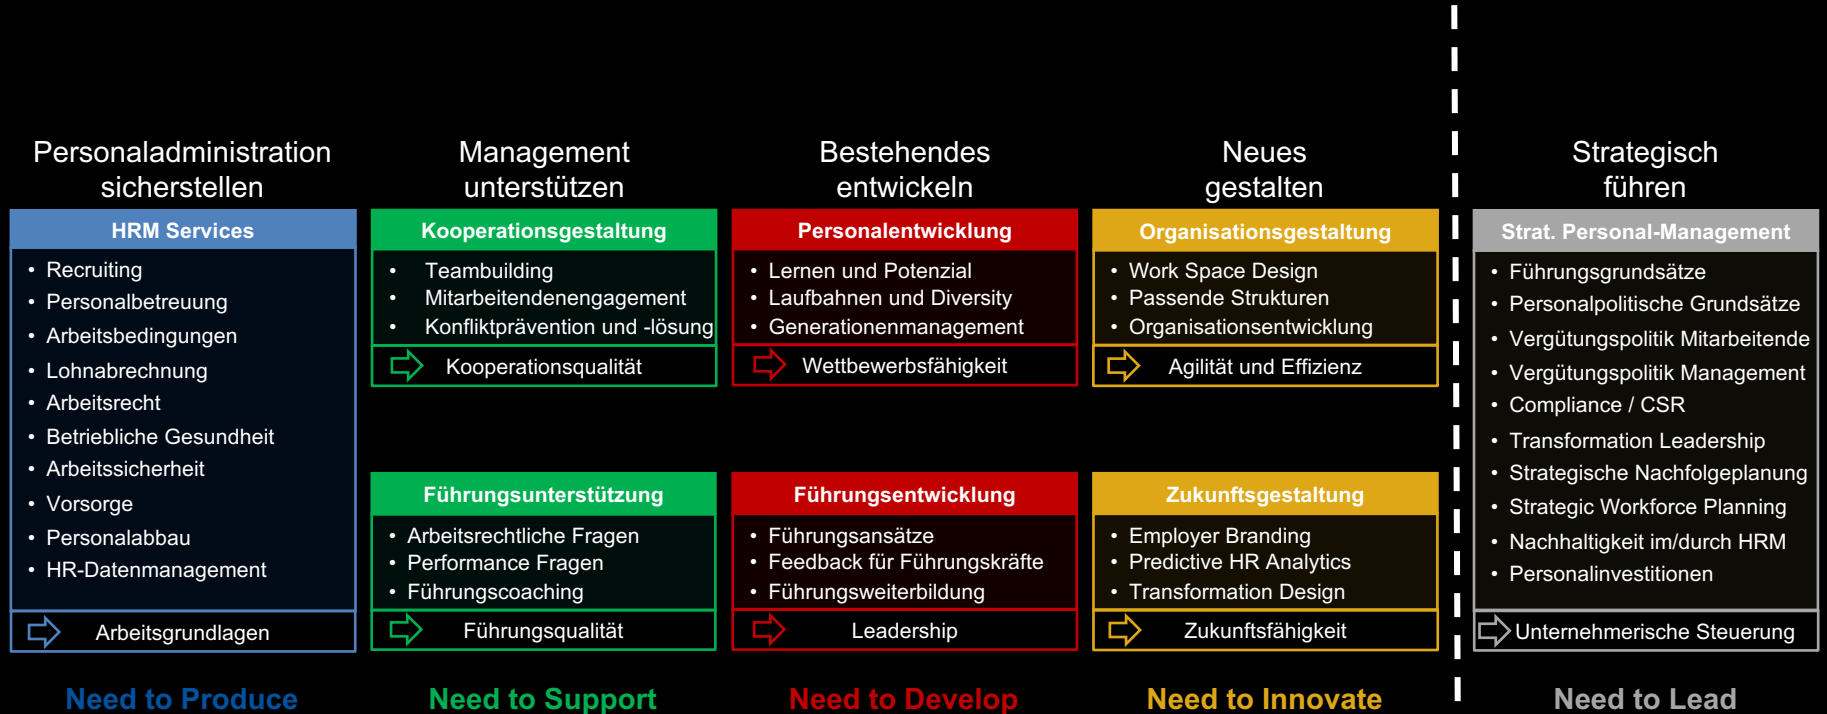 Personaladministration
sicherstellen
HRM Services
• Recruiting
• Personalbetreuung
• Arbeitsbedingungen
• Lohnabrechnung
• Arbeitsrecht
• Betriebliche Gesundheit
• Arbeitssicherheit
• Vorsorge
• Personalabbau
• HR-Datenmanagement
Arbeitsgrundlagen
Need to Produce
Management
unterstützen
Kooperationsgestaltung
• Teambuilding
• Mitarbeitendenengagement
• Konfliktprävention und -lösung
Kooperationsqualität
Führungsunterstützung
• Arbeitsrechtliche Fragen
• Performance Fragen
• Führungscoaching
Führungsqualität
Need to Support
Bestehendes
entwickeln
Personalentwicklung
• Lernen und Potenzial
• Laufbahnen und Diversity
• Generationenmanagement
Wettbewerbsfähigkeit
Führungsentwicklung
• Führungsansätze
• Feedback für Führungskräfte
• Führungsweiterbildung
Leadership
Need to Develop
Neues
gestalten
Organisationsgestaltung
• Work Space Design
• Passende Strukturen
• Organisationsentwicklung
Agilität und Effizienz
Zukunftsgestaltung
• Employer Branding
• Predictive HR Analytics
• Transformation Design
Zukunftsfähigkeit
Need to Innovate
Strategisch
führen
Strat. Personal-Management
• Führungsgrundsätze
• Personalpolitische Grundsätze
• Vergütungspolitik Mitarbeitende
• Vergütungspolitik Management
• Compliance / CSR
• Transformation Leadership
• Strategische Nachfolgeplanung
• Strategic Workforce Planning
• Nachhaltigkeit im/durch HRM
• Personalinvestitionen
Unternehmerische Steuerung
Need to Lead